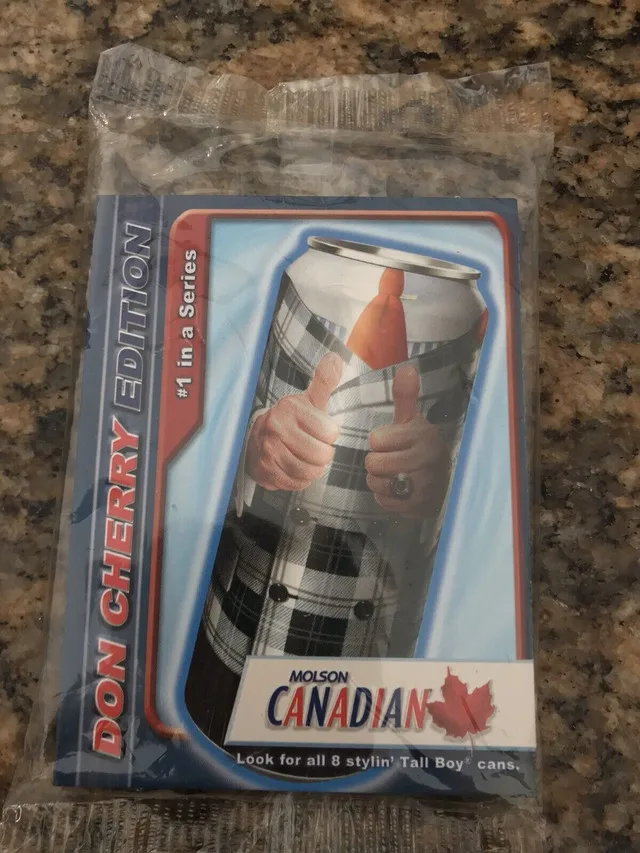 DON CHERRY EDITION
#1 in a Series
MOLSON
CANADIAN
Look for all 8 stylin' Tall Boy® cans.